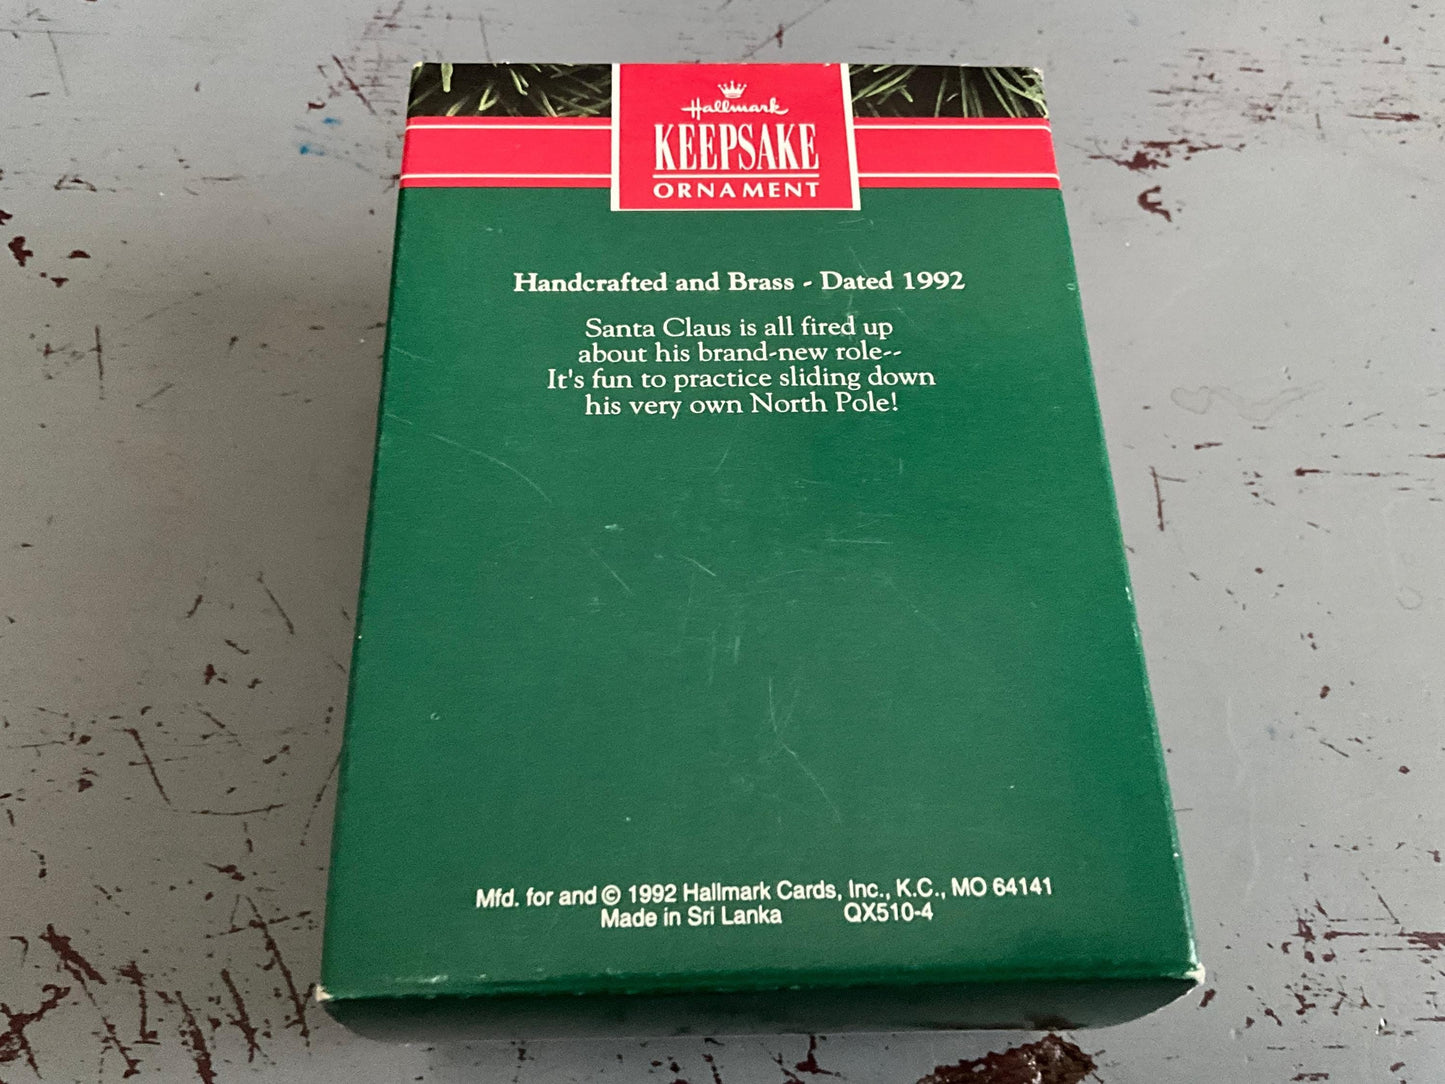 Hallmark
KEEPSAKE
ORNAMENT
Handcrafted and Brass - Dated 1992
Santa Claus is all fired up
about his brand-new role--
It's fun to practice sliding down
his very own North Pole!
Mfd. for and © 1992 Hallmark Cards, Inc., K.C., MO 64141
Made in Sri Lanka QX510-4